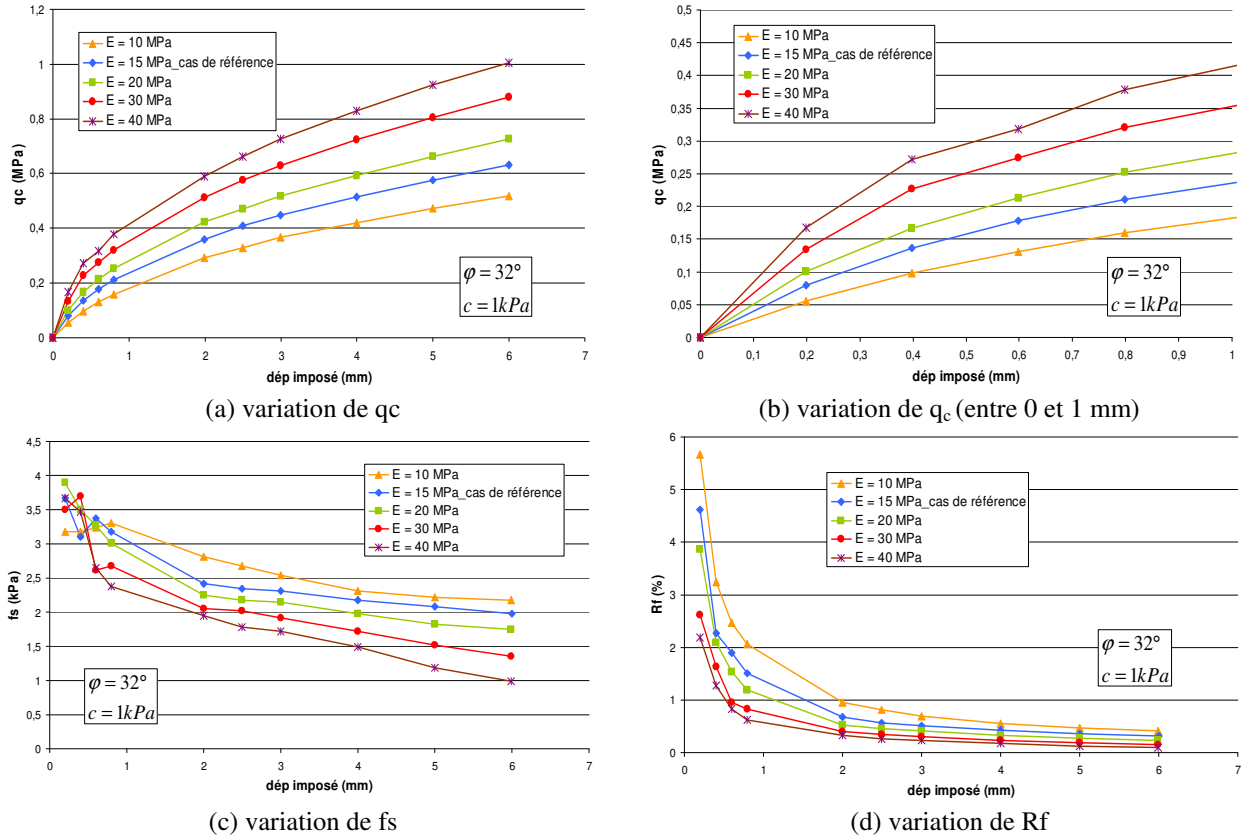 1,2
1
0,8
0,6
0,4
0,2
0
qc (MPa)
E = 10 MPa
E = 15 MPa_cas de référence
E = 20 MPa
E = 30 MPa
E = 40 MPa
φ = 32°
c = 1kPa
0 1 2 3 4 5 6 7
dép imposé (mm)
(a) variation de qc
0,5
0,45
0,4
0,35
0,3
0,25
0,2
0,15
0,1
0,05
0
qc (MPa)
E = 10 MPa
E = 15 MPa_cas de référence
E = 20 MPa
E = 30 MPa
E = 40 MPa
φ = 32°
c = 1kPa
0 0,1 0,2 0,3 0,4 0,5 0,6 0,7 0,8 0,9 1
dép imposé (mm)
(b) variation de qc (entre 0 et 1 mm)
4,5
4
3,5
3
2,5
2
1,5
1
0,5
0
fs (kPa)
E = 10 MPa
E = 15 MPa_cas de référence
E = 20 MPa
E = 30 MPa
E = 40 MPa
φ = 32°
c = 1kPa
0 1 2 3 4 5 6 7
dép imposé (mm)
(c) variation de fs
6
5
4
3
2
1
0
Rf (%)
E = 10 MPa
E = 15 MPa_cas de référence
E = 20 MPa
E = 30 MPa
E = 40 MPa
φ = 32°
c = 1kPa
0 1 2 3 4 5 6 7
dép imposé (mm)
(d) variation de Rf